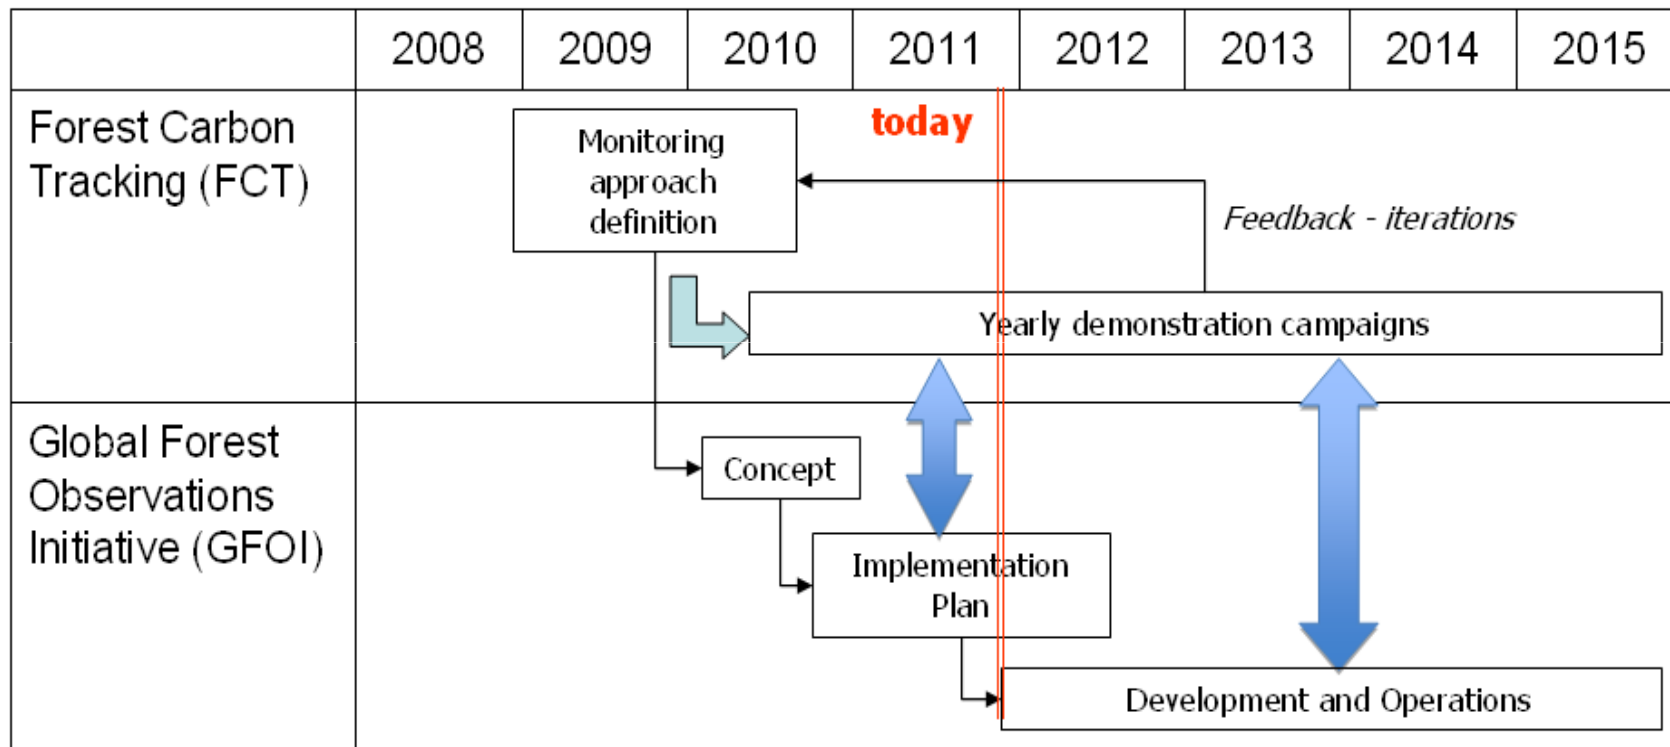 2008 2009 2010 2011 2012 2013 2014 2015
Forest Carbon
Tracking (FCT)
Monitoring
approach
definition
today
Feedback - iterations
Yearly demonstration campaigns
Global Forest
Observations
Initiative (GFOI)
Concept
Implementation
Plan
Development and Operations